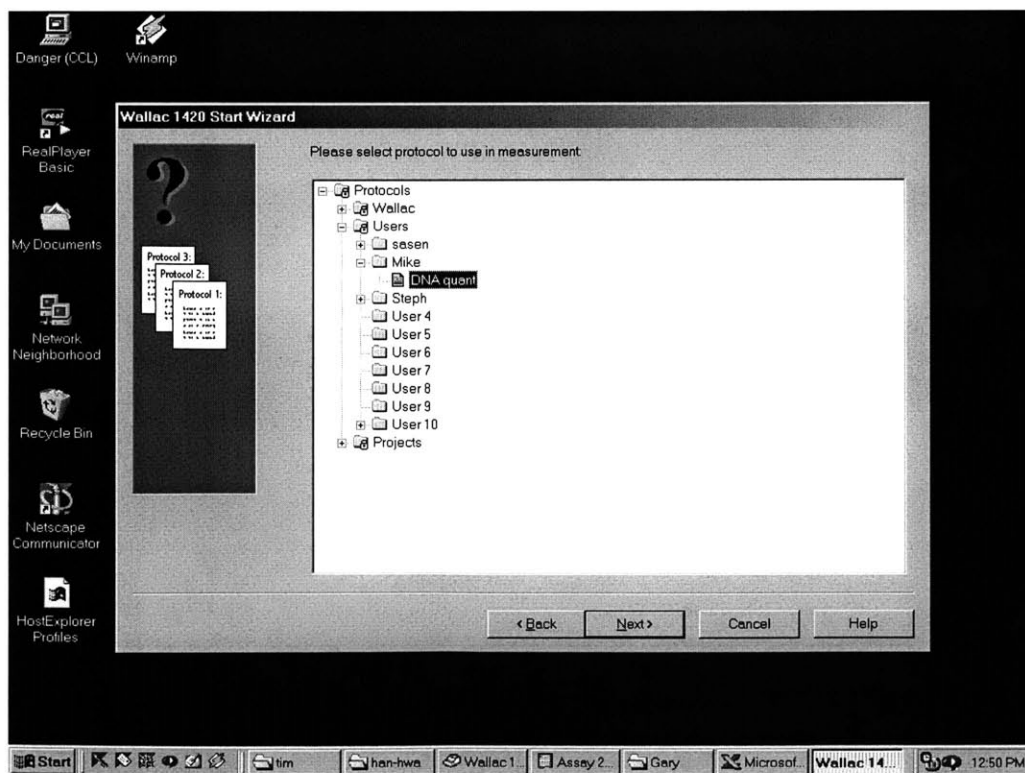 Danger (CCL)
Winamp
real
RealPlayer
Basic
My Documents
Network
Neighborhood
Recycle Bin
Netscape
Communicator
HostExplorer
Profiles
Wallac 1420 Start Wizard
Please select protocol to use in measurement
Protocol 3:
Protocol 2:
Protocol 1:
Protocols
Wallac
Users
sasen
Mike
DNA quant
Steph
User 4
User 5
User 6
User 7
User 8
User 9
User 10
Projects
< Back
Next >
Cancel
Help
Start
tim
han-hwa
Wallac 1...
Assay 2...
Gary
Microsof...
Wallac 14...
12:50 PM